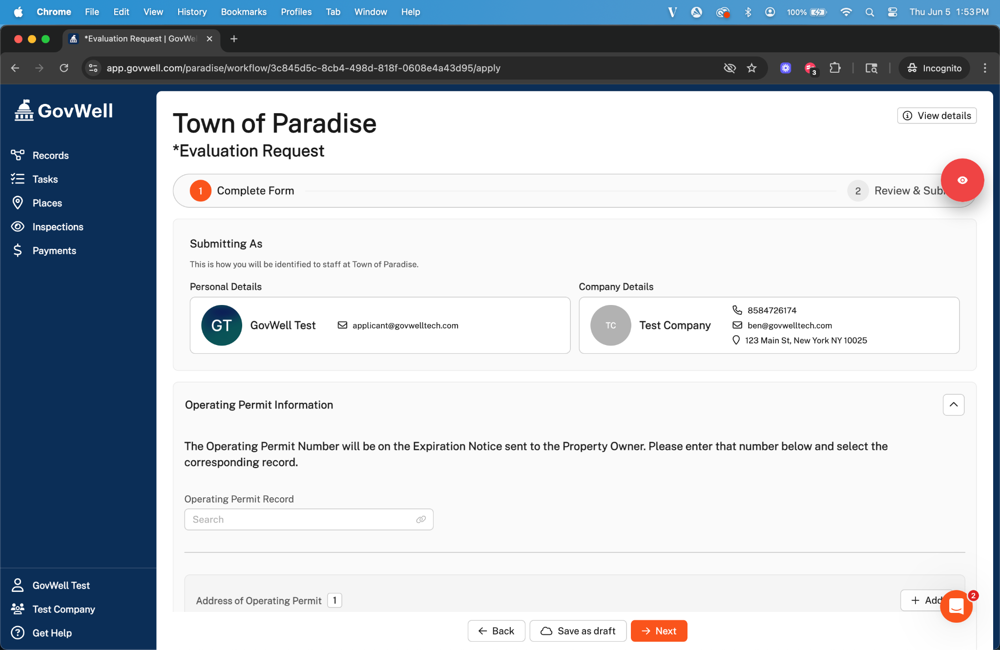 Chrome File Edit View History Bookmarks Profiles Tab Window Help 100% Thu Jun 5 1:53 PM
*Evaluation Request | GovWel
app.govwell.com/paradise/workflow/3c845d5c-8cb4-498d-818f-0608e4a43d95/apply 3 Incognito
GovWell
Records
Tasks
Places
Inspections
Payments
GovWell Test
Test Company
Get Help
Town of Paradise
View details
*Evaluation Request
1 Complete Form 2 Review & Sub
Submitting As
This is how you will be identified to staff at Town of Paradise.
Personal Details
GT GovWell Test applicant@govwelltech.com
Company Details
TC Test Company
8584726174
ben@govwelltech.com
123 Main St, New York NY 10025
Operating Permit Information
The Operating Permit Number will be on the Expiration Notice sent to the Property Owner. Please enter that number below and select the
corresponding record.
Operating Permit Record
Search
Address of Operating Permit 1
+ Add
2
Back Save as draft Next